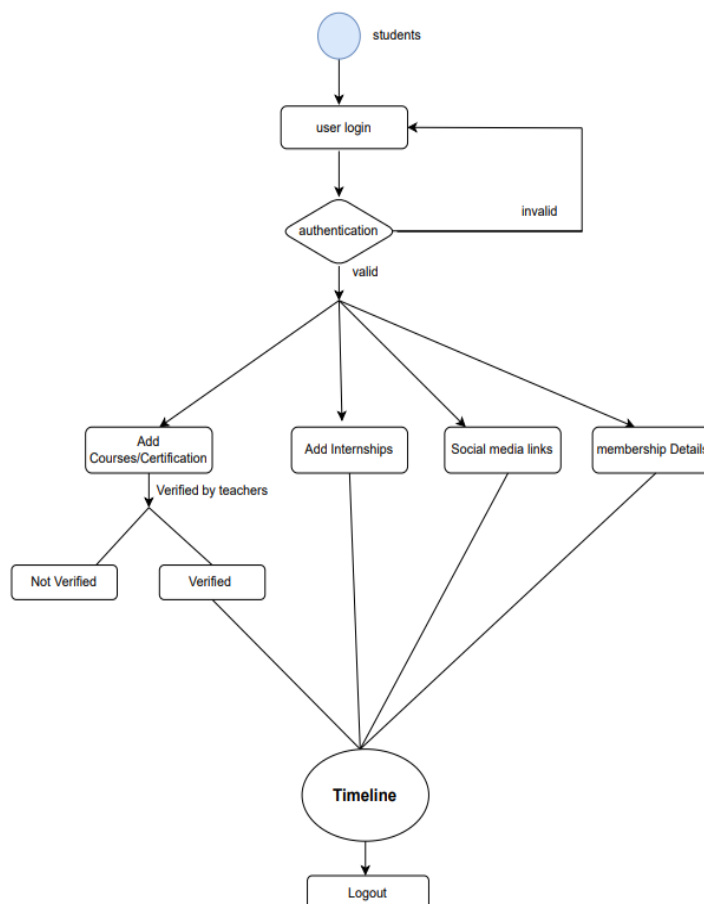 students
user login
invalid
authentication
valid
Add
Courses/Certification
Add Internships
Social media links
membership Details
Verified by teachers
Not Verified
Verified
Timeline
Logout